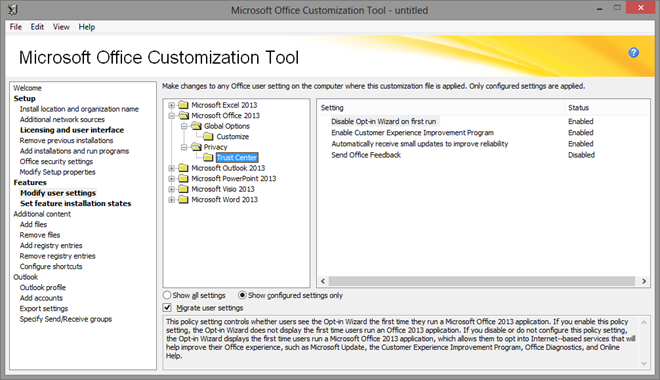 Microsoft Office Customization Tool - untitled
File Edit View Help
Microsoft Office Customization Tool
Welcome
Setup
Install location and organization name
Additional network sources
Licensing and user interface
Remove previous installations
Add installations and run programs
Office security settings
Modify Setup properties
Features
Modify user settings
Set feature installation states
Additional content
Add files
Remove files
Add registry entries
Remove registry entries
Configure shortcuts
Outlook
Outlook profile
Add accounts
Export settings
Specify Send/Receive groups
Make changes to any Office user setting on the computer where this customization file is applied. Only configured settings are applied.
Microsoft Excel 2013
Microsoft Office 2013
Global Options
Customize
Privacy
Trust Center
Microsoft Outlook 2013
Microsoft PowerPoint 2013
Microsoft Visio 2013
Microsoft Word 2013
Setting Status
Disable Opt-in Wizard on first run Enabled
Enable Customer Experience Improvement Program Enabled
Automatically receive small updates to improve reliability Enabled
Send Office Feedback Disabled
Show all settings Show configured settings only
Migrate user settings
This policy setting controls whether users see the Opt-in Wizard the first time they run a Microsoft Office 2013 application. If you enable this policy
setting, the Opt-in Wizard does not display the first time users run an Office 2013 application. If you disable or do not configure this policy setting,
the Opt-in Wizard displays the first time users run a Microsoft Office 2013 application, which allows them to opt into Internet--based services that will
help improve their Office experience, such as Microsoft Update, the Customer Experience Improvement Program, Office Diagnostics, and Online
Help.